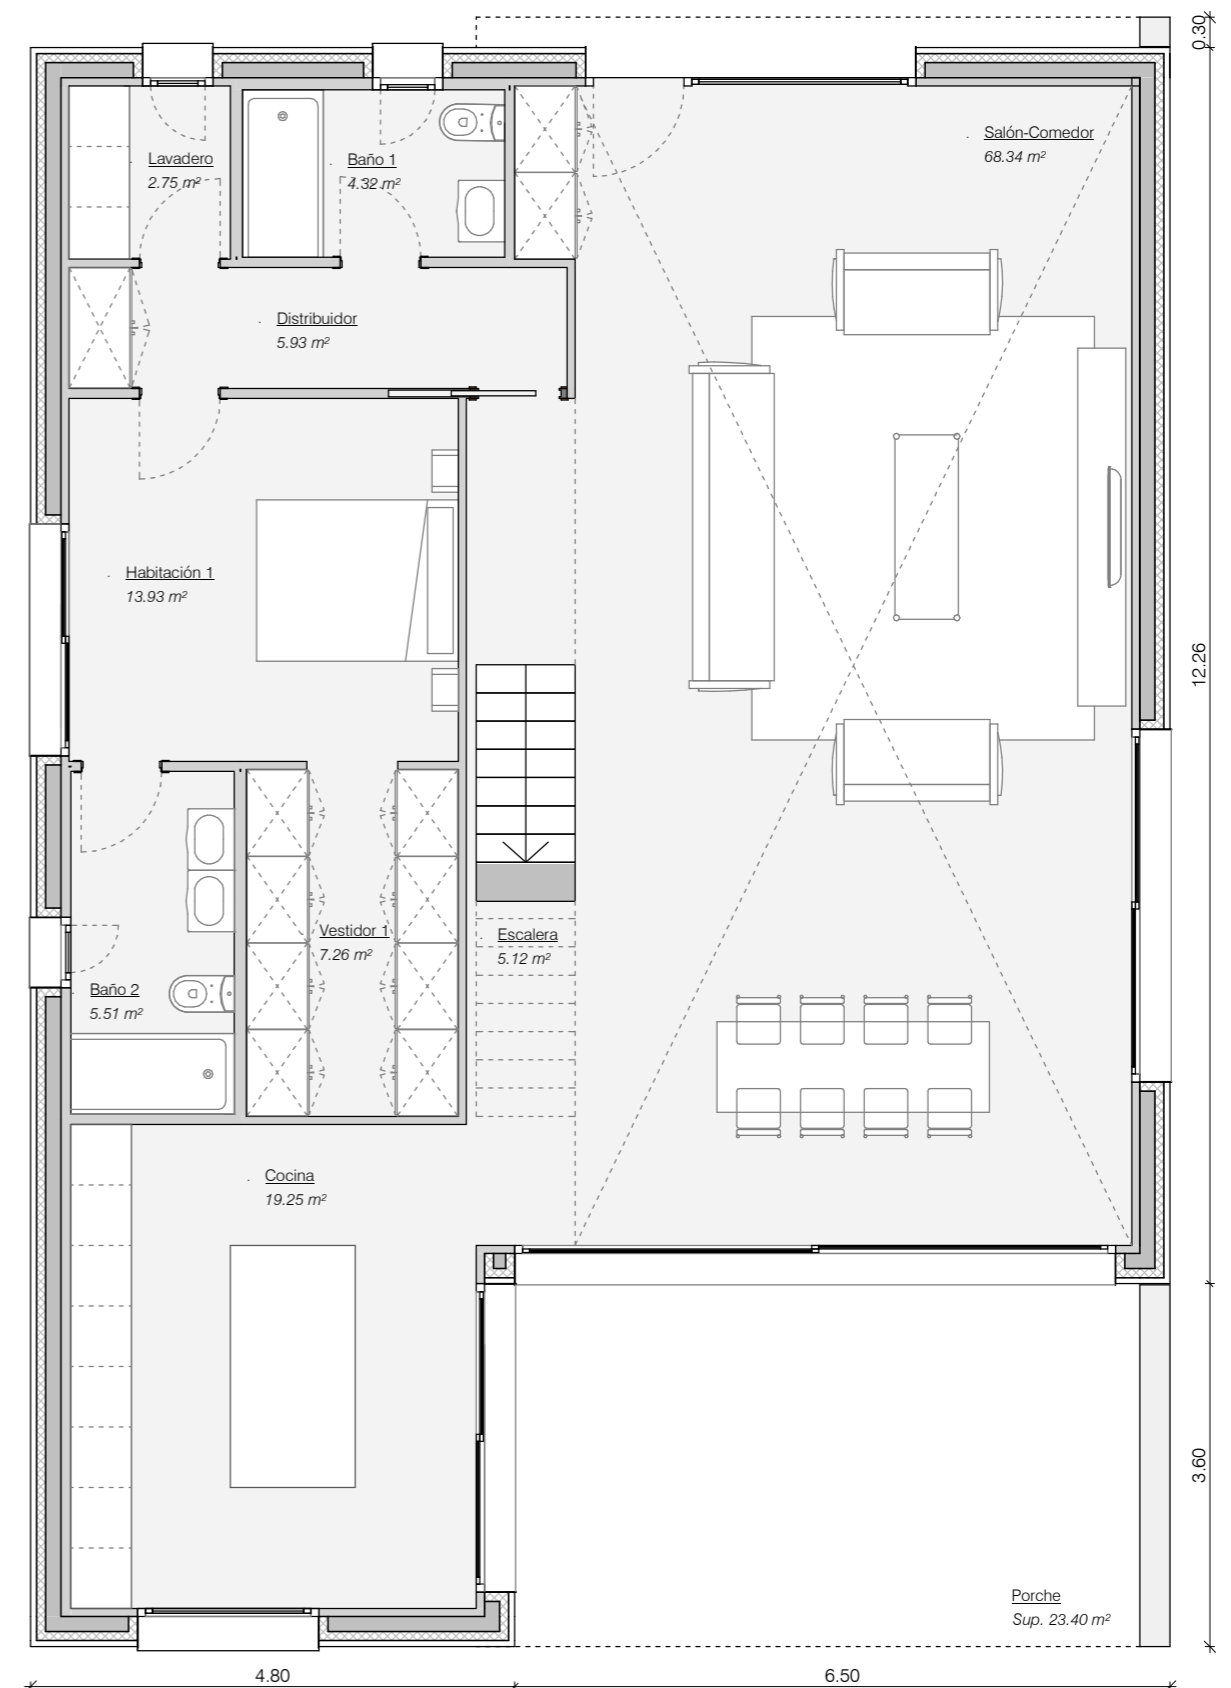 0.30
Salón-Comedor
68.34 m²
Lavadero
2.75 m²
Baño 1
4.32 m²
Distribuidor
5.93 m²
Habitación 1
13.93 m²
12.26
Vestidor 1
7.26 m²
Escalera
5.12 m²
Baño 2
5.51 m²
Cocina
19.25 m²
3.60
Porche
Sup. 23.40 m²
4.80
6.50